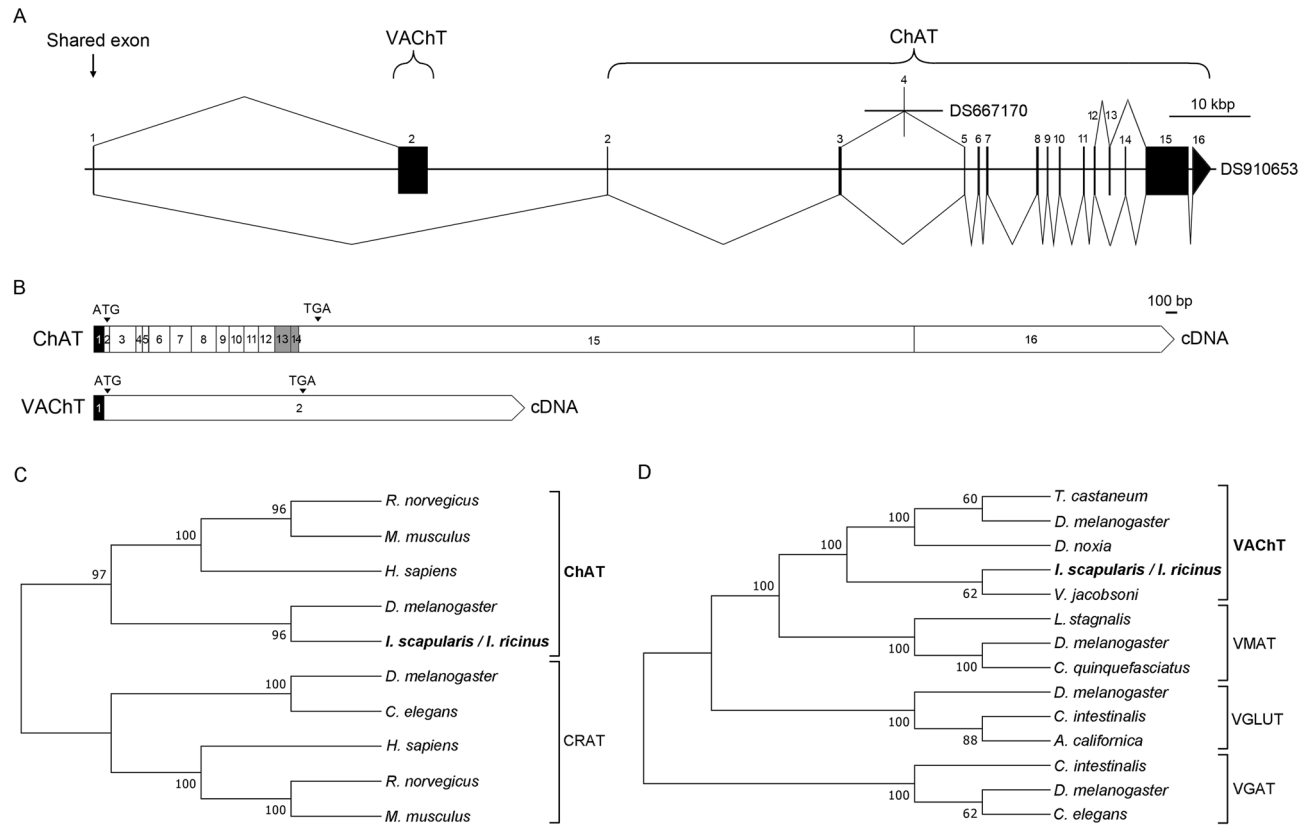 A
Shared exon
VAChT
ChAT
4
DS667170
10 kbp
1 2 2 3 5 6 7 8 9 10 11 12 13 14 15 16
DS910653
B
ATG TGA 100 bp
ChAT 1 2 3 4 5 6 7 8 9 10 11 12 13 14 15 16 cDNA
ATG TGA
VAChT 1 2 cDNA
C
R. norvegicus
96
M. musculus
100
H. sapiens
97
D. melanogaster
96
I. scapularis / I. ricinus
ChAT
D. melanogaster
100
C. elegans
H. sapiens
100
R. norvegicus
100
M. musculus
CRAT
D
T. castaneum
60
D. melanogaster
100
D. noxia
100
I. scapularis / I. ricinus
62
V. jacobsoni
VAChT
100
L. stagnalis
100
D. melanogaster
100
C. quinquefasciatus
VMAT
D. melanogaster
100
C. intestinalis
88
A. californica
VGLUT
C. intestinalis
100
D. melanogaster
62
C. elegans
VGAT